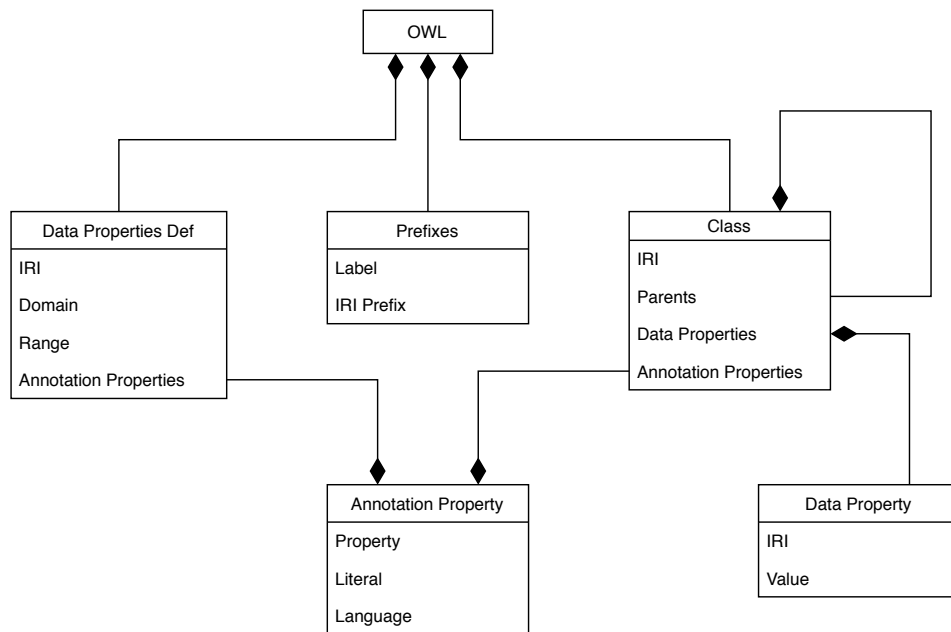 OWL
Data Properties Def
IRI
Domain
Range
Annotation Properties
Prefixes
Label
IRI Prefix
Class
IRI
Parents
Data Properties
Annotation Properties
Annotation Property
Property
Literal
Language
Data Property
IRI
Value